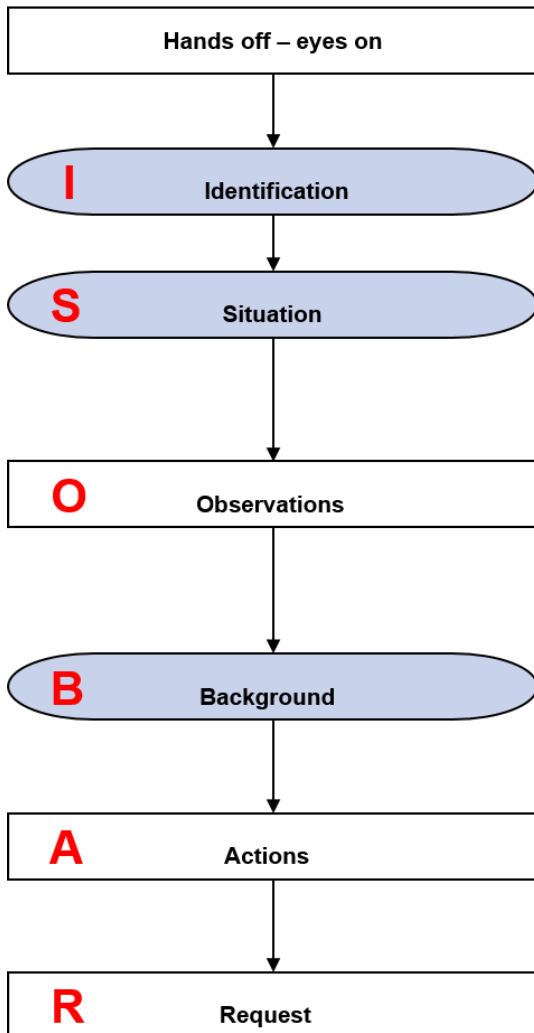 Hands off – eyes on
I Identification
S Situation
O Observations
B Background
A Actions
R Request